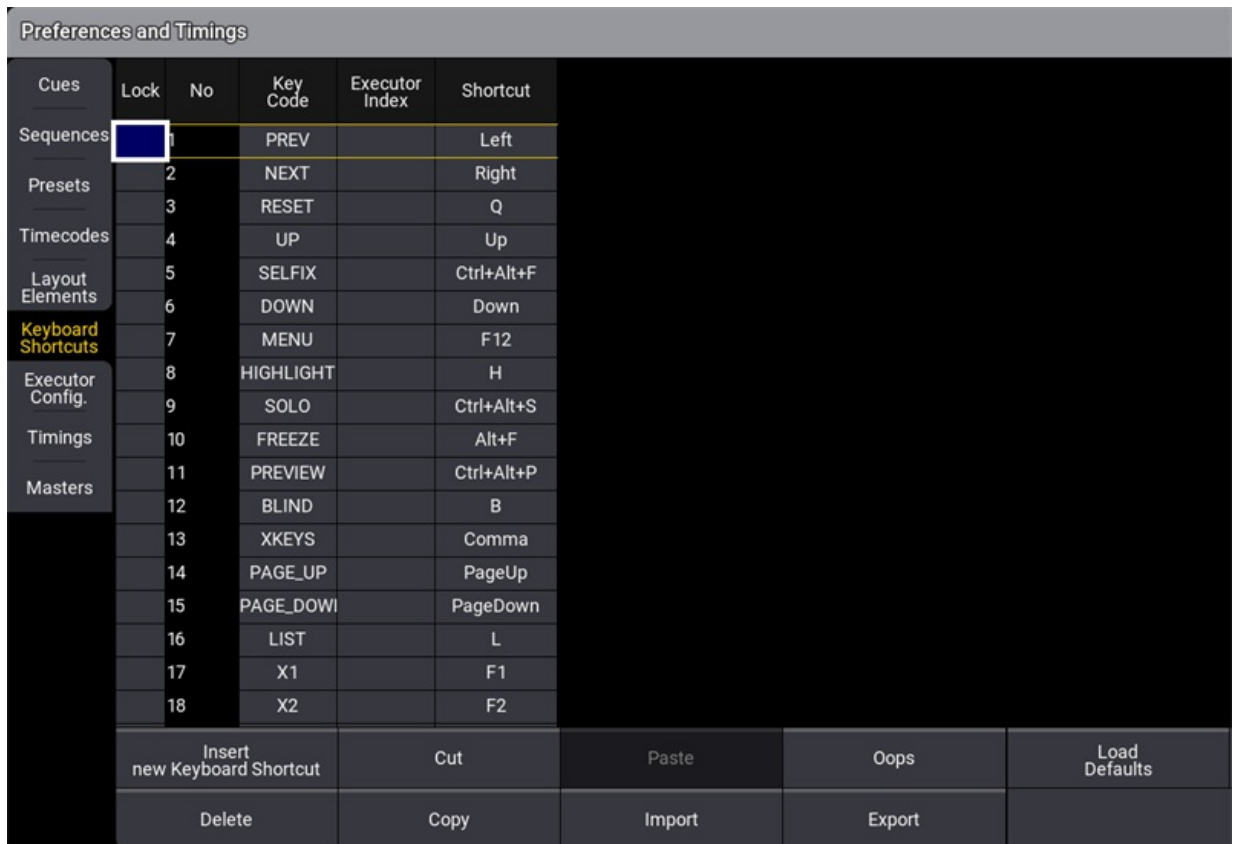 Preferences and Timings
Cues
Sequences
Presets
Timecodes
Layout
Elements
Keyboard
Shortcuts
Executor
Config.
Timings
Masters
Lock No Key Code Executor Index Shortcut
1 PREV Left
2 NEXT Right
3 RESET Q
4 UP Up
5 SELFIX Ctrl+Alt+F
6 DOWN Down
7 MENU F12
8 HIGHLIGHT H
9 SOLO Ctrl+Alt+S
10 FREEZE Alt+F
11 PREVIEW Ctrl+Alt+P
12 BLIND B
13 XKEYS Comma
14 PAGE_UP PageUp
15 PAGE_DOWI PageDown
16 LIST L
17 X1 F1
18 X2 F2
Insert
new Keyboard Shortcut
Cut
Paste
Oops
Load
Defaults
Delete
Copy
Import
Export